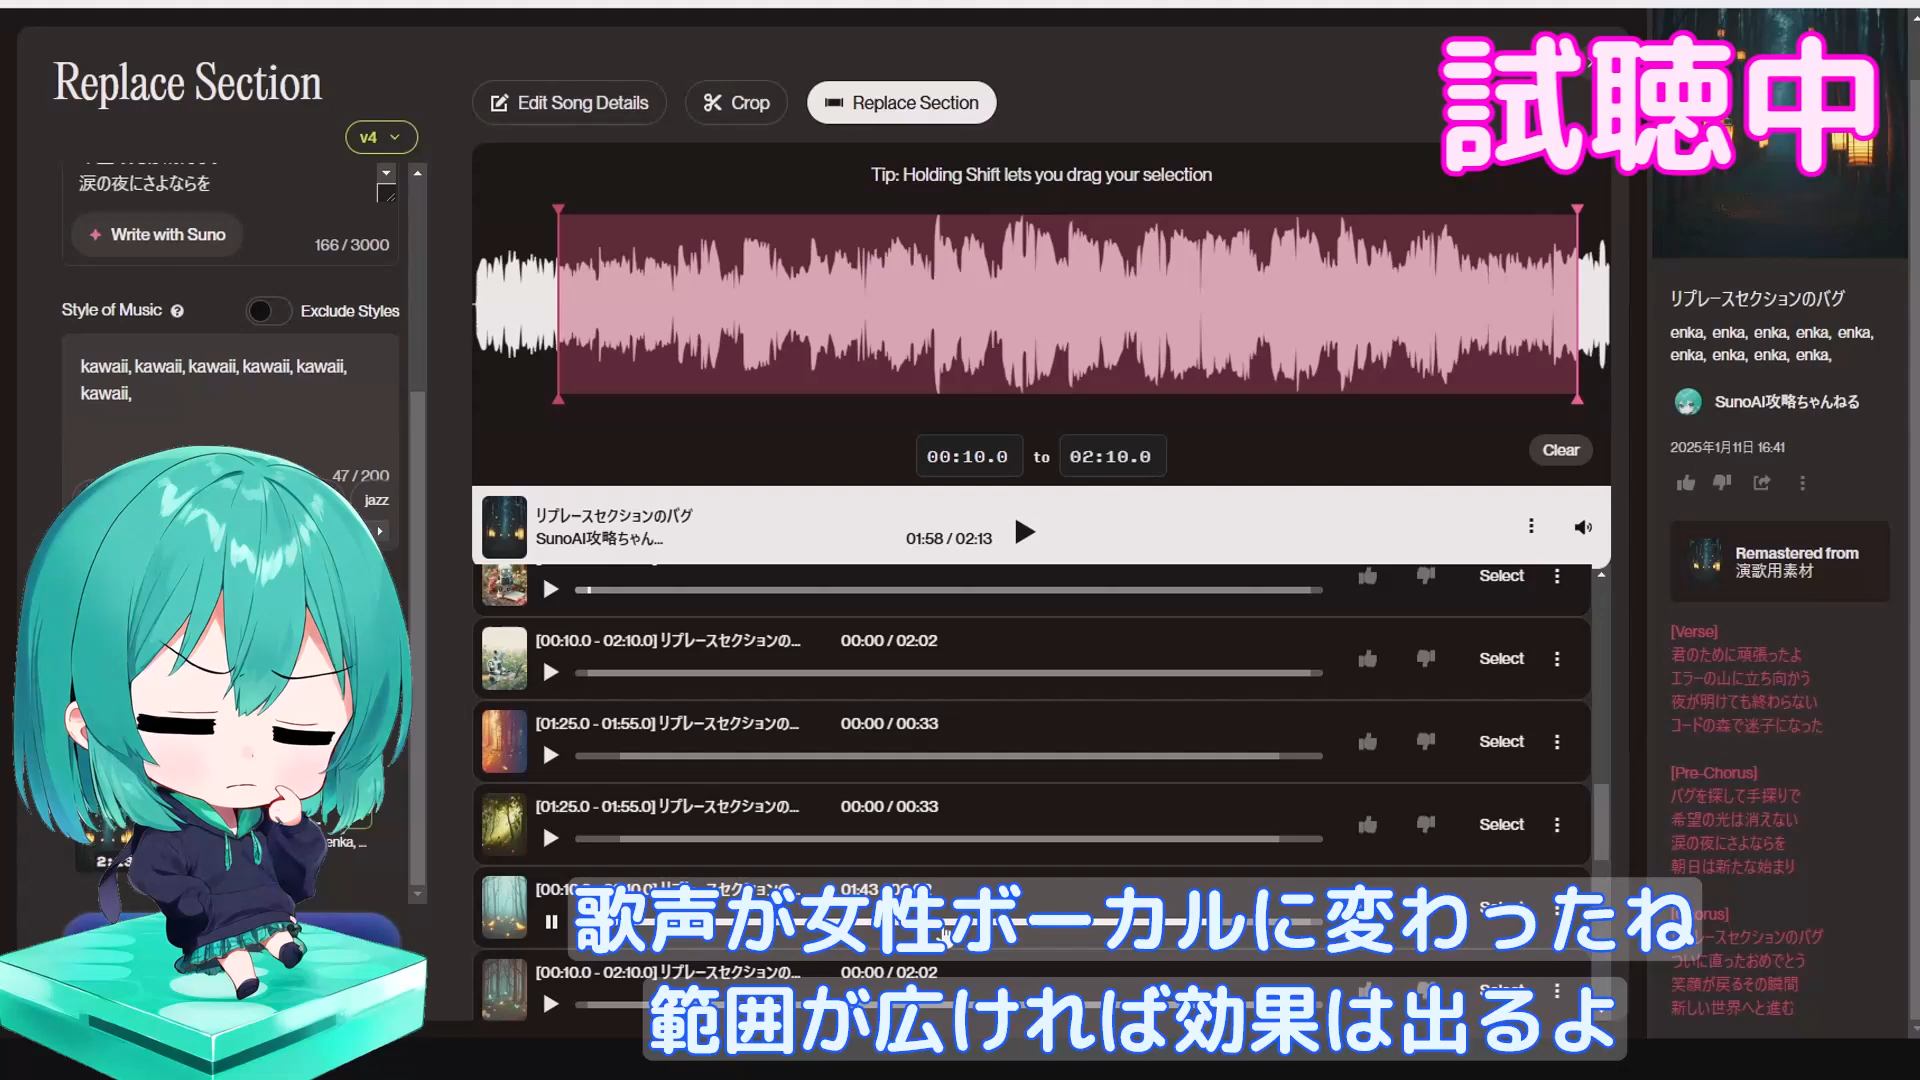 Replace Section
v4
涙の夜にさよならを
Write with Suno
166 / 3000
Style of Music
Exclude Styles
kawaii, kawaii, kawaii, kawaii, kawaii,
kawaii,
47 / 200
jazz
enka, ...
Edit Song Details
Crop
Replace Section
Tip: Holding Shift lets you drag your selection
00:10.0 to 02:10.0
Clear
リプレースセクションのバグ
SunoAI攻略ちゃん...
01:58 / 02:13
Select
[00:10.0 - 02:10.0] リプレースセクションの...
00:00 / 02:02
Select
[01:25.0 - 01:55.0] リプレースセクションの...
00:00 / 00:33
Select
[01:25.0 - 01:55.0] リプレースセクションの...
00:00 / 00:33
Select
01:43
歌声が女性ボーカルに変わったね
[00:10.0 - 02:10.0] リプレースセクションの...
00:00 / 02:02
範囲が広ければ効果は出るよ
試聴中
リプレースセクションのバグ
enka, enka, enka, enka, enka,
enka, enka, enka, enka,
SunoAI攻略ちゃんねる
2025年1月11日 16:41
Remastered from
演歌用素材
[Verse]
君のために頑張ったよ
エラーの山に立ち向かう
夜が明けても終わらない
コードの森で迷子になった
[Pre-Chorus]
バグを探して手探りで
希望の光は消えない
涙の夜にさよならを
朝日は新たな始まり
ースセクションのバグ
ついに直ったおめでとう
笑顔が戻るその瞬間
新しい世界へと進む